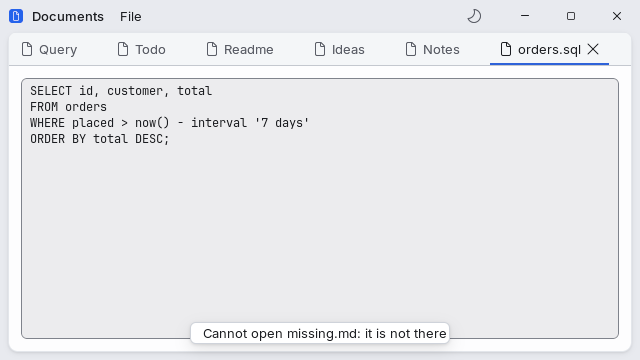 Documents File
Query Todo Readme Ideas Notes orders.sql
SELECT id, customer, total
FROM orders
WHERE placed > now() - interval '7 days'
ORDER BY total DESC;
Cannot open missing.md: it is not there